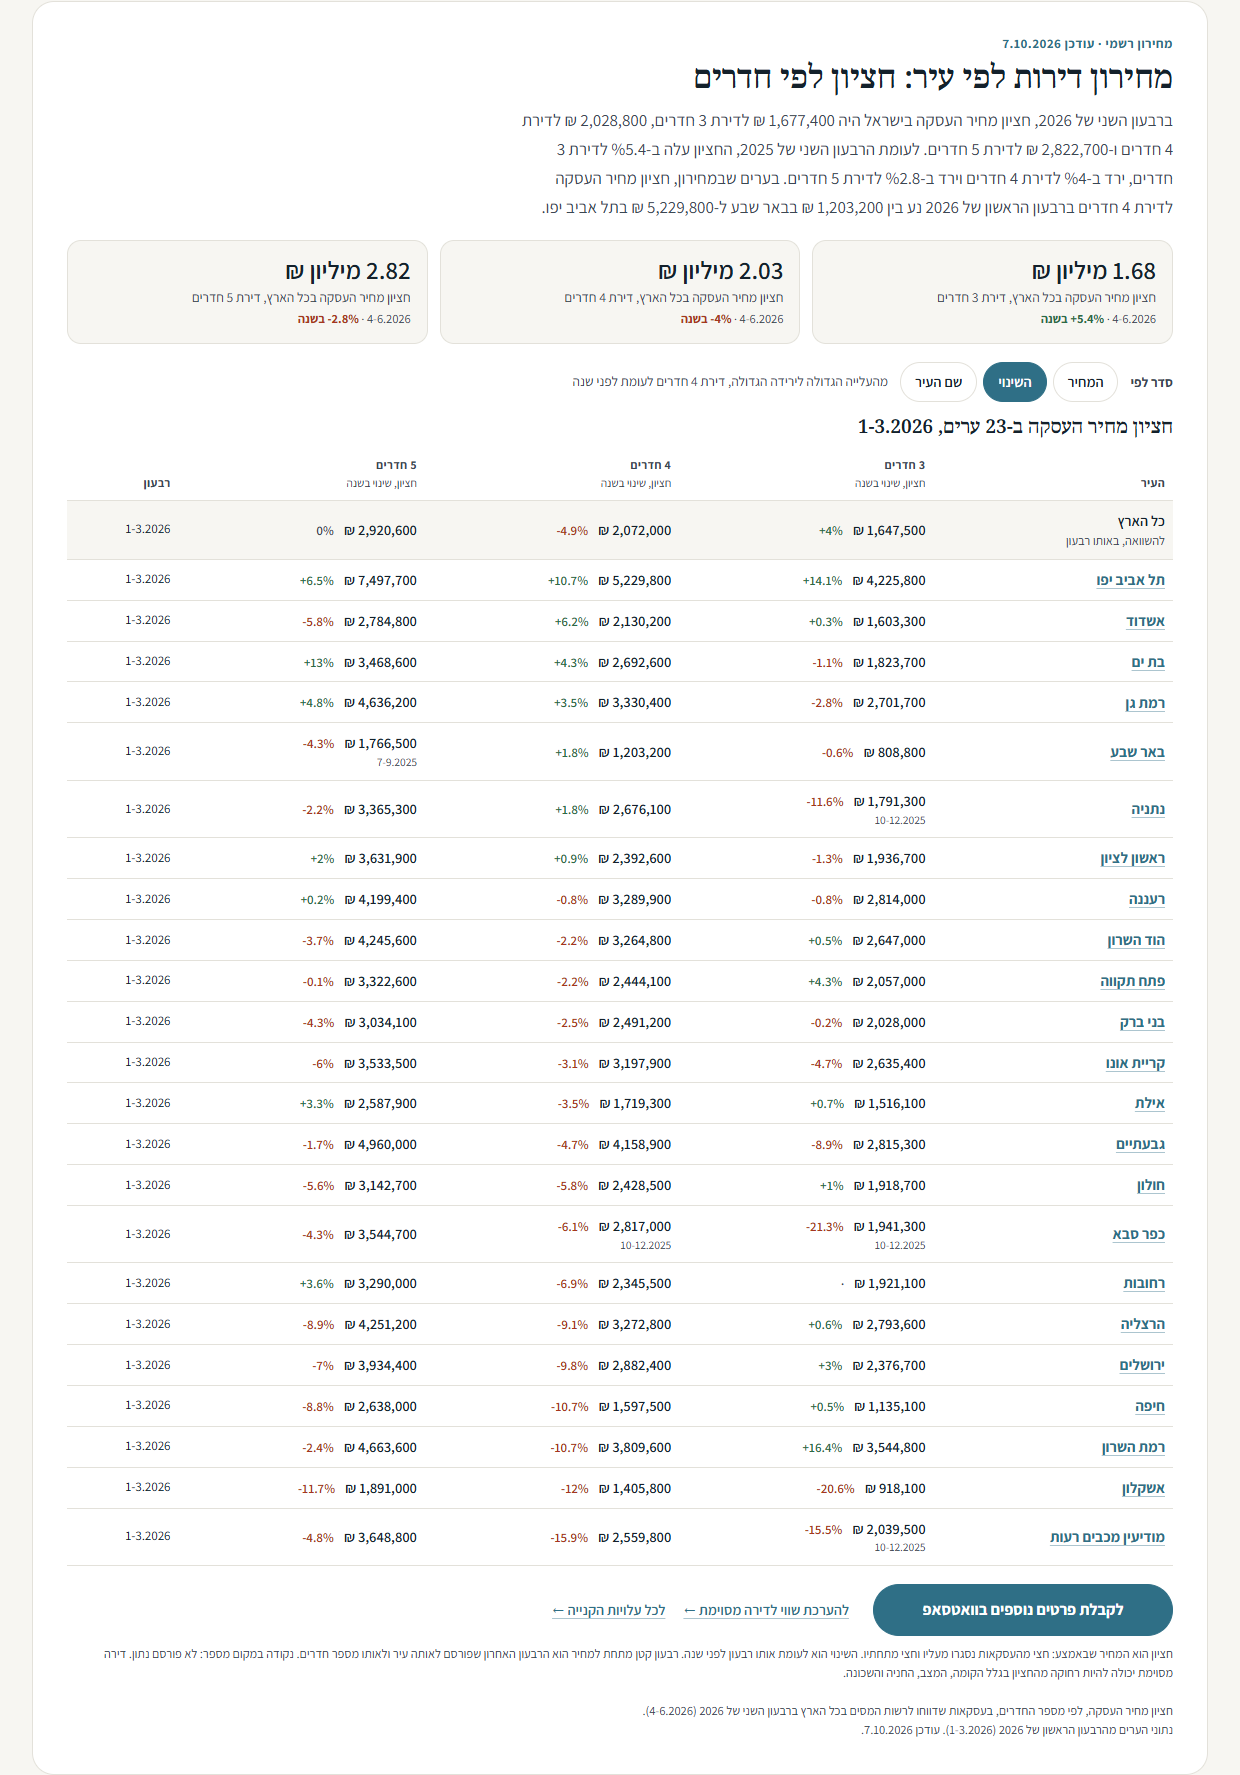 מחירון רשמי · עודכן 7.10.2026
מחירון דירות לפי עיר: חציון לפי חדרים
ברבעון השני של 2026, חציון מחיר העסקה בישראל היה 1,677,400 ₪ לדירת 3 חדרים, 2,028,800 ₪ לדירת
4 חדרים ו-2,822,700 ₪ לדירת 5 חדרים. לעומת הרבעון השני של 2025, החציון עלה ב-5.4% לדירת 3
חדרים, ירד ב-4% לדירת 4 חדרים וירד ב-2.8% לדירת 5 חדרים. בערים שבמחירון, חציון מחיר העסקה
לדירת 4 חדרים ברבעון הראשון של 2026 נע בין 1,203,200 ₪ בבאר שבע ל-5,229,800 ₪ בתל אביב יפו.
1.68 מיליון ₪
חציון מחיר העסקה בכל הארץ, דירת 3 חדרים
4-6.2026 · +5.4% בשנה
2.03 מיליון ₪
חציון מחיר העסקה בכל הארץ, דירת 4 חדרים
4-6.2026 · -4% בשנה
2.82 מיליון ₪
חציון מחיר העסקה בכל הארץ, דירת 5 חדרים
4-6.2026 · -2.8% בשנה
סדר לפי המחיר השינוי שם העיר מהעלייה הגדולה לירידה הגדולה, דירת 4 חדרים לעומת לפני שנה
חציון מחיר העסקה ב-23 ערים, 1-3.2026
העיר 3 חדרים חציון, שינוי בשנה 4 חדרים חציון, שינוי בשנה 5 חדרים חציון, שינוי בשנה רבעון
כל הארץ 1,647,500 ₪ +4% 2,072,000 ₪ -4.9% 2,920,600 ₪ 0% 1-3.2026
להשוואה, באותו רבעון
תל אביב יפו 4,225,800 ₪ +14.1% 5,229,800 ₪ +10.7% 7,497,700 ₪ +6.5% 1-3.2026
אשדוד 1,603,300 ₪ +0.3% 2,130,200 ₪ +6.2% 2,784,800 ₪ -5.8% 1-3.2026
בת ים 1,823,700 ₪ -1.1% 2,692,600 ₪ +4.3% 3,468,600 ₪ +13% 1-3.2026
רמת גן 2,701,700 ₪ -2.8% 3,330,400 ₪ +3.5% 4,636,200 ₪ +4.8% 1-3.2026
באר שבע 808,800 ₪ -0.6% 1,203,200 ₪ +1.8% 1,766,500 ₪ -4.3% 1-3.2026
7-9.2025
נתניה 1,791,300 ₪ -11.6% 2,676,100 ₪ +1.8% 3,365,300 ₪ -2.2% 1-3.2026
10-12.2025
ראשון לציון 1,936,700 ₪ -1.3% 2,392,600 ₪ +0.9% 3,631,900 ₪ +2% 1-3.2026
רעננה 2,814,000 ₪ -0.8% 3,289,900 ₪ -0.8% 4,199,400 ₪ +0.2% 1-3.2026
הוד השרון 2,647,000 ₪ +0.5% 3,264,800 ₪ -2.2% 4,245,600 ₪ -3.7% 1-3.2026
פתח תקווה 2,057,000 ₪ +4.3% 2,444,100 ₪ -2.2% 3,322,600 ₪ -0.1% 1-3.2026
בני ברק 2,028,000 ₪ -0.2% 2,491,200 ₪ -2.5% 3,034,100 ₪ -4.3% 1-3.2026
קריית אונו 2,635,400 ₪ -4.7% 3,197,900 ₪ -3.1% 3,533,500 ₪ -6% 1-3.2026
אילת 1,516,100 ₪ +0.7% 1,719,300 ₪ -3.5% 2,587,900 ₪ +3.3% 1-3.2026
גבעתיים 2,815,300 ₪ -8.9% 4,158,900 ₪ -4.7% 4,960,000 ₪ -1.7% 1-3.2026
חולון 1,918,700 ₪ +1% 2,428,500 ₪ -5.8% 3,142,700 ₪ -5.6% 1-3.2026
כפר סבא 1,941,300 ₪ -21.3% 2,817,000 ₪ -6.1% 3,544,700 ₪ -4.3% 1-3.2026
10-12.2025 10-12.2025
רחובות 1,921,100 ₪ · 2,345,500 ₪ -6.9% 3,290,000 ₪ +3.6% 1-3.2026
הרצליה 2,793,600 ₪ +0.6% 3,272,800 ₪ -9.1% 4,251,200 ₪ -8.9% 1-3.2026
ירושלים 2,376,700 ₪ +3% 2,882,400 ₪ -9.8% 3,934,400 ₪ -7% 1-3.2026
חיפה 1,135,100 ₪ +0.5% 1,597,500 ₪ -10.7% 2,638,000 ₪ -8.8% 1-3.2026
רמת השרון 3,544,800 ₪ +16.4% 3,809,600 ₪ -10.7% 4,663,600 ₪ -2.4% 1-3.2026
אשקלון 918,100 ₪ -20.6% 1,405,800 ₪ -12% 1,891,000 ₪ -11.7% 1-3.2026
מודיעין מכבים רעות 2,039,500 ₪ -15.5% 2,559,800 ₪ -15.9% 3,648,800 ₪ -4.8% 1-3.2026
10-12.2025
לקבלת פרטים נוספים בוואטסאפ להערכת שווי לדירה מסוימת ← לכל עלויות הקנייה ←
חציון הוא המחיר שבאמצע: חצי מהעסקאות נסגרו מעליו וחצי מתחתיו. השינוי הוא לעומת אותו רבעון לפני שנה. רבעון קטן מתחת למחיר הוא הרבעון האחרון שפורסם לאותה עיר ולאותו מספר חדרים. נקודה במקום מספר: לא פורסם נתון. דירה
מסוימת יכולה להיות רחוקה מהחציון בגלל הקומה, המצב, החניה והשכונה.
חציון מחיר העסקה, לפי מספר החדרים, בעסקאות שדווחו לרשות המסים בכל הארץ ברבעון השני של 2026 (4-6.2026).
נתוני הערים מהרבעון הראשון של 2026 (1-3.2026). עודכן 7.10.2026.